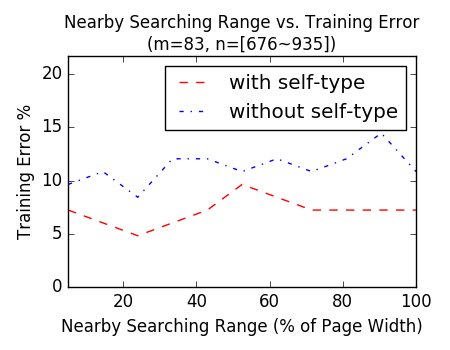 Nearby Searching Range vs. Training Error
(m=83, n=[676~935])
with self-type
without self-type
Training Error %
20
15
10
5
0
20 40 60 80 100
Nearby Searching Range (% of Page Width)